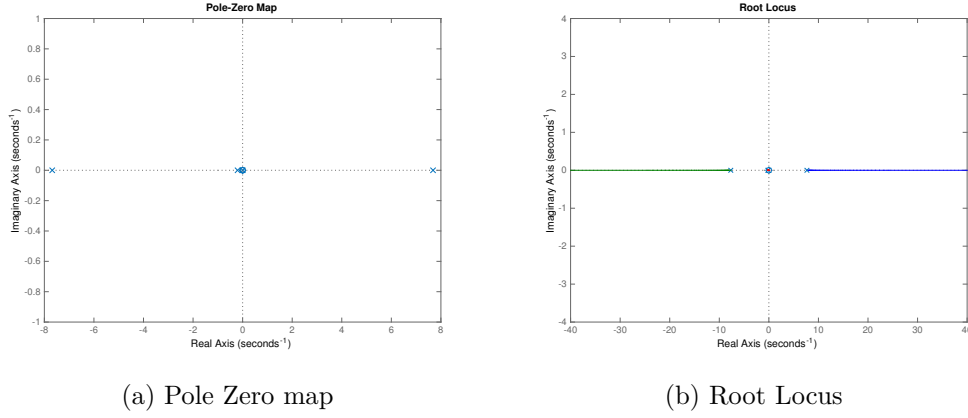 Pole-Zero Map
1
0.8
0.6
0.4
0.2
0
-0.2
-0.4
-0.6
-0.8
-1
Imaginary Axis (seconds⁻¹)
-8 -6 -4 -2 0 2 4 6 8
Real Axis (seconds⁻¹)
(a) Pole Zero map
Root Locus
4
3
2
1
0
-1
-2
-3
-4
Imaginary Axis (seconds⁻¹)
-40 -30 -20 -10 0 10 20 30 40
Real Axis (seconds⁻¹)
(b) Root Locus